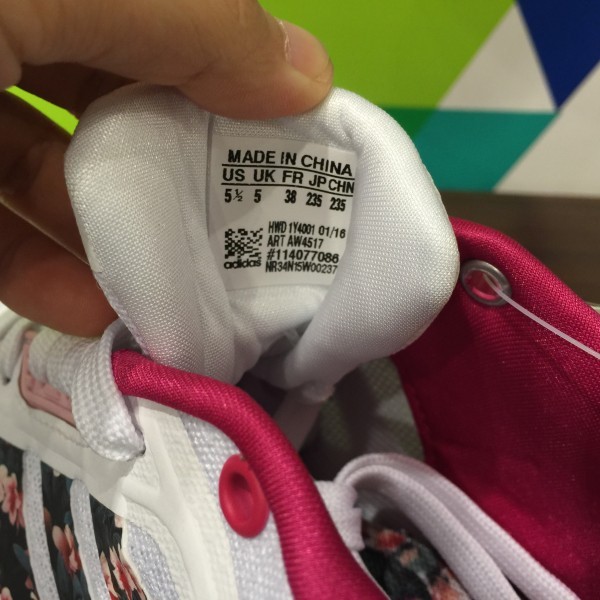 MADE IN CHINA
US UK FR JP CHN
5½ 5 38 235 235
HWD 1Y4001 01/16
ART AW4517
#114077086
adidas NR34N15W00237